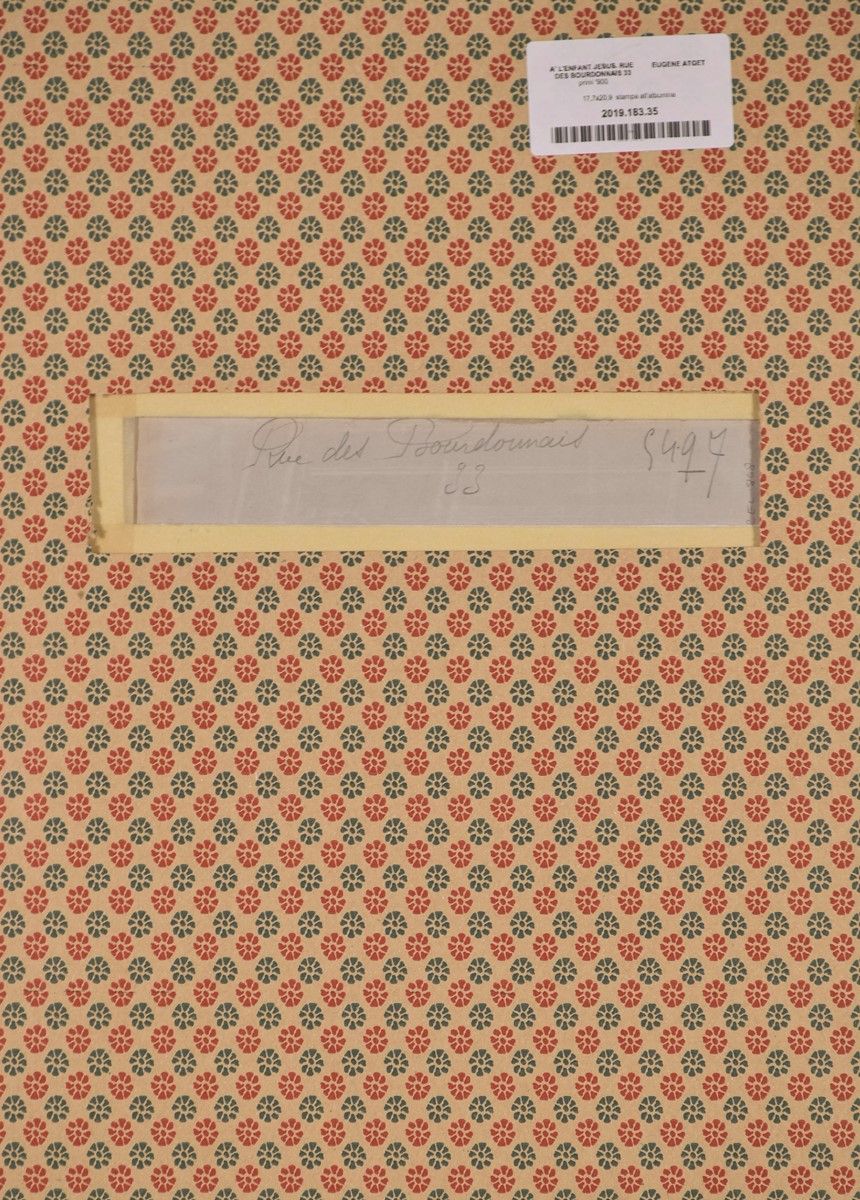 A' L'ENFANT JESUS. RUE DES BOURDONNAIS 33
EUGENE ATGET
primi '900
17,7x20,9 stampa all'albumina
2019.183.35
Rue des Bourdonnais 5497
33